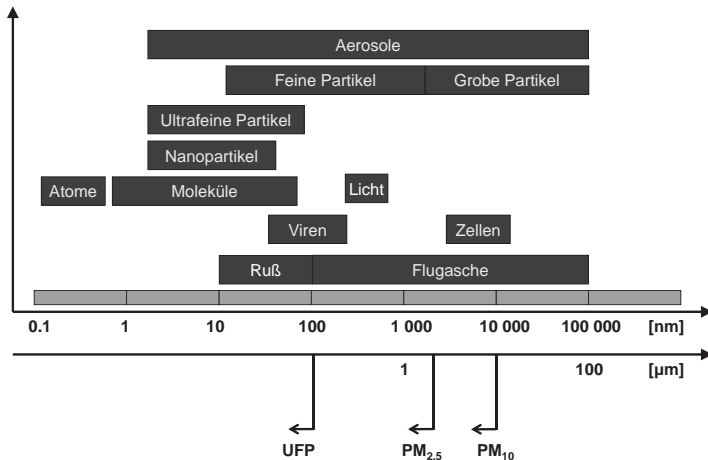 Aerosole
Feine Partikel Grobe Partikel
Ultrafeine Partikel
Nanopartikel
Atome Moleküle Licht
Viren Zellen
Ruß Flugasche
0.1 1 10 100 1 000 10 000 100 000 [nm]
1 100 [µm]
UFP PM2.5 PM10